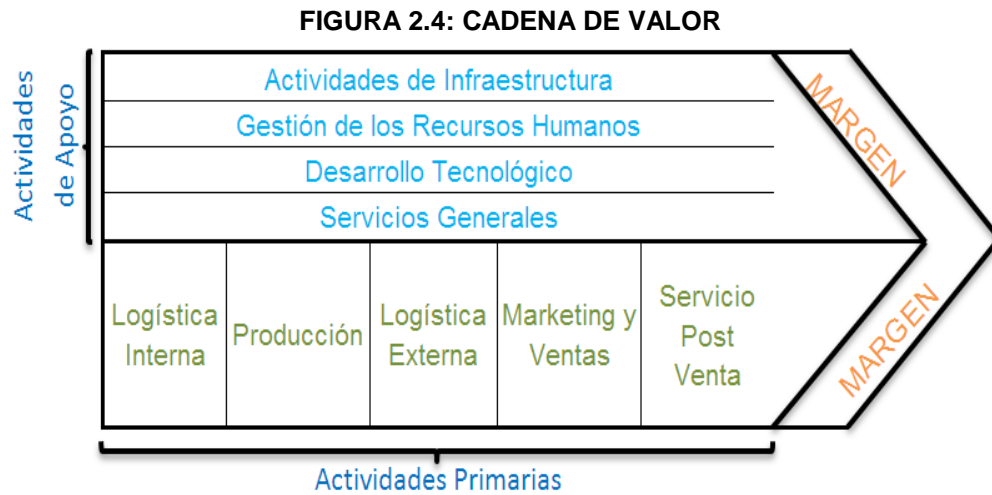 FIGURA 2.4: CADENA DE VALOR
Actividades
de Apoyo
Actividades de Infraestructura
Gestión de los Recursos Humanos
Desarrollo Tecnológico
Servicios Generales
MARGEN
Logística
Interna
Producción
Logística
Externa
Marketing y
Ventas
Servicio
Post
Venta
MARGEN
Actividades Primarias